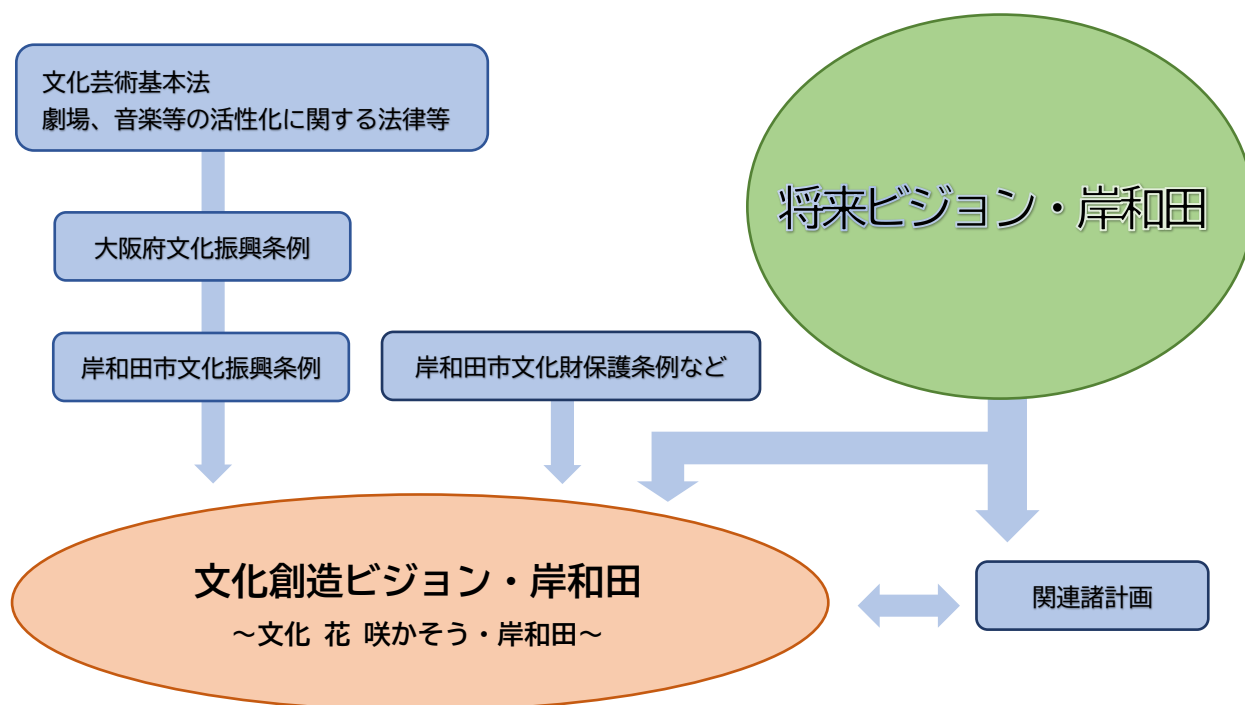 文化芸術基本法
劇場、音楽等の活性化に関する法律等
将来ビジョン・岸和田
大阪府文化振興条例
岸和田市文化振興条例
岸和田市文化財保護条例など
文化創造ビジョン・岸和田
～文化 花 咲かそう・岸和田～
関連諸計画